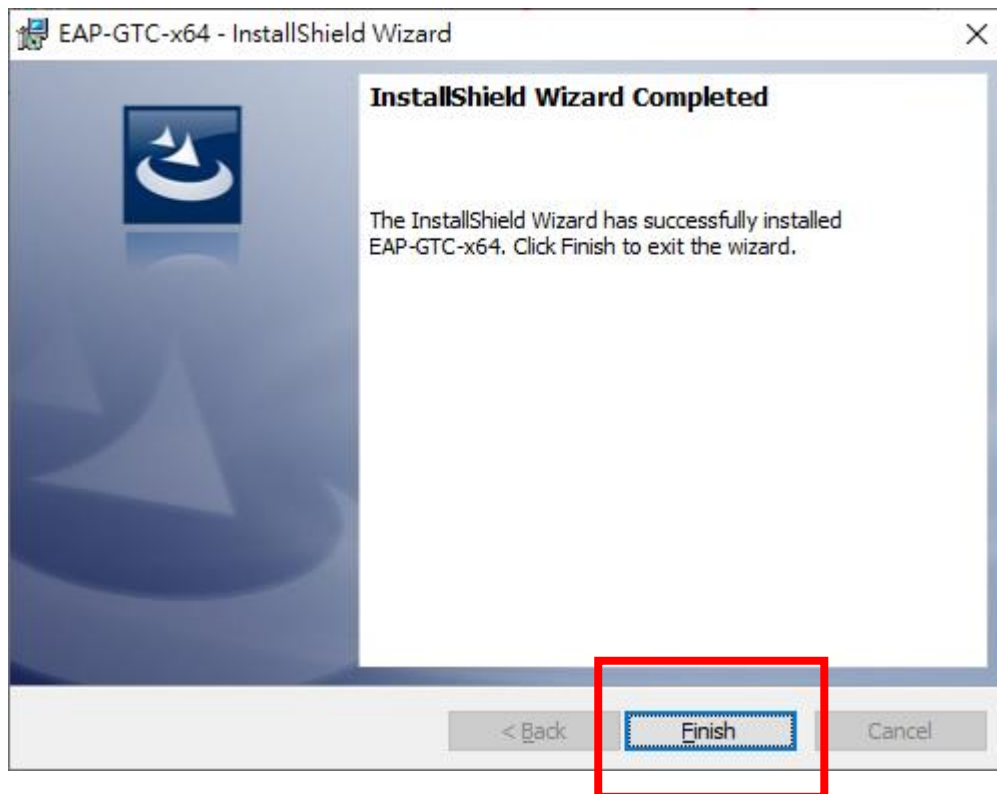 EAP-GTC-x64 - InstallShield Wizard
InstallShield Wizard Completed
The InstallShield Wizard has successfully installed
EAP-GTC-x64. Click Finish to exit the wizard.
< Back
Finish
Cancel